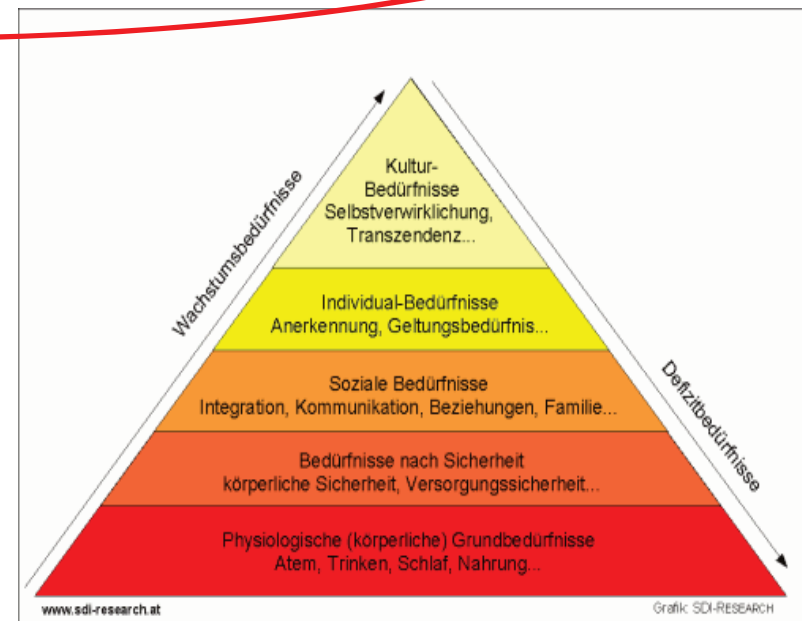 Kultur-
Bedürfnisse
Selbstverwirklichung,
Transzendenz...
Wachstumsbedürfnisse
Individual-Bedürfnisse
Anerkennung, Geltungsbedürfnis...
Defizitbedürfnisse
Soziale Bedürfnisse
Integration, Kommunikation, Beziehungen, Familie...
Bedürfnisse nach Sicherheit
körperliche Sicherheit, Versorgungssicherheit...
Physiologische (körperliche) Grundbedürfnisse
Atem, Trinken, Schlaf, Nahrung...
www.sdi-research.at
Grafik: SDI-RESEARCH